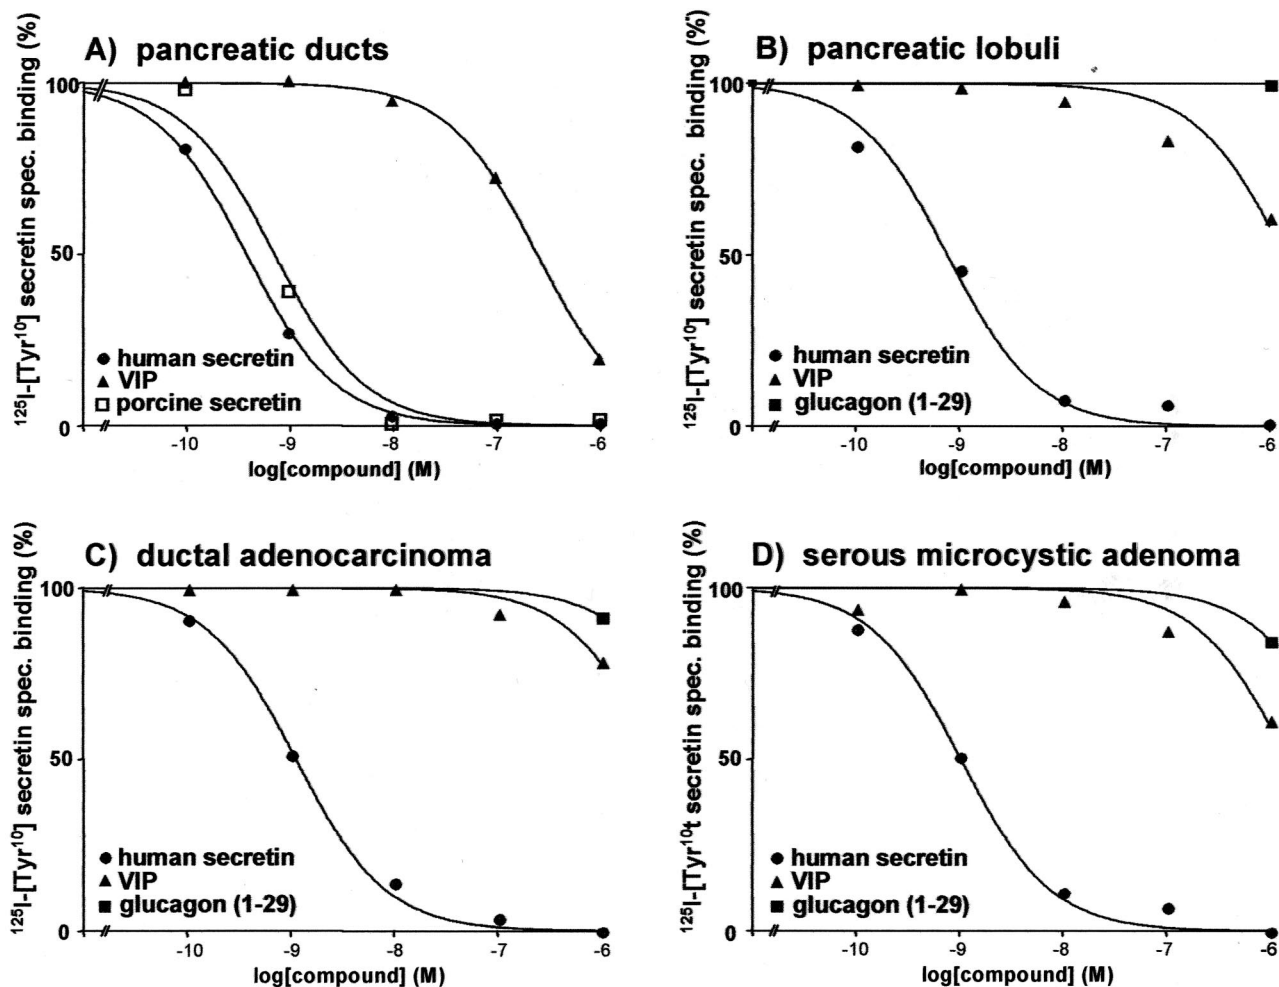 A) pancreatic ducts
¹²⁵I-[Tyr¹⁰] secretin spec. binding (%)
100
50
0
● human secretin
▲ VIP
□ porcine secretin
-10 -9 -8 -7 -6
log[compound] (M)
B) pancreatic lobuli
¹²⁵I-[Tyr¹⁰] secretin spec. binding (%)
100
50
0
● human secretin
▲ VIP
■ glucagon (1-29)
-10 -9 -8 -7 -6
log[compound] (M)
C) ductal adenocarcinoma
¹²⁵I-[Tyr¹⁰] secretin spec. binding (%)
100
50
0
● human secretin
▲ VIP
■ glucagon (1-29)
-10 -9 -8 -7 -6
log[compound] (M)
D) serous microcystic adenoma
¹²⁵I-[Tyr¹⁰t secretin spec. binding (%)
100
50
0
● human secretin
▲ VIP
■ glucagon (1-29)
-10 -9 -8 -7 -6
log[compound] (M)